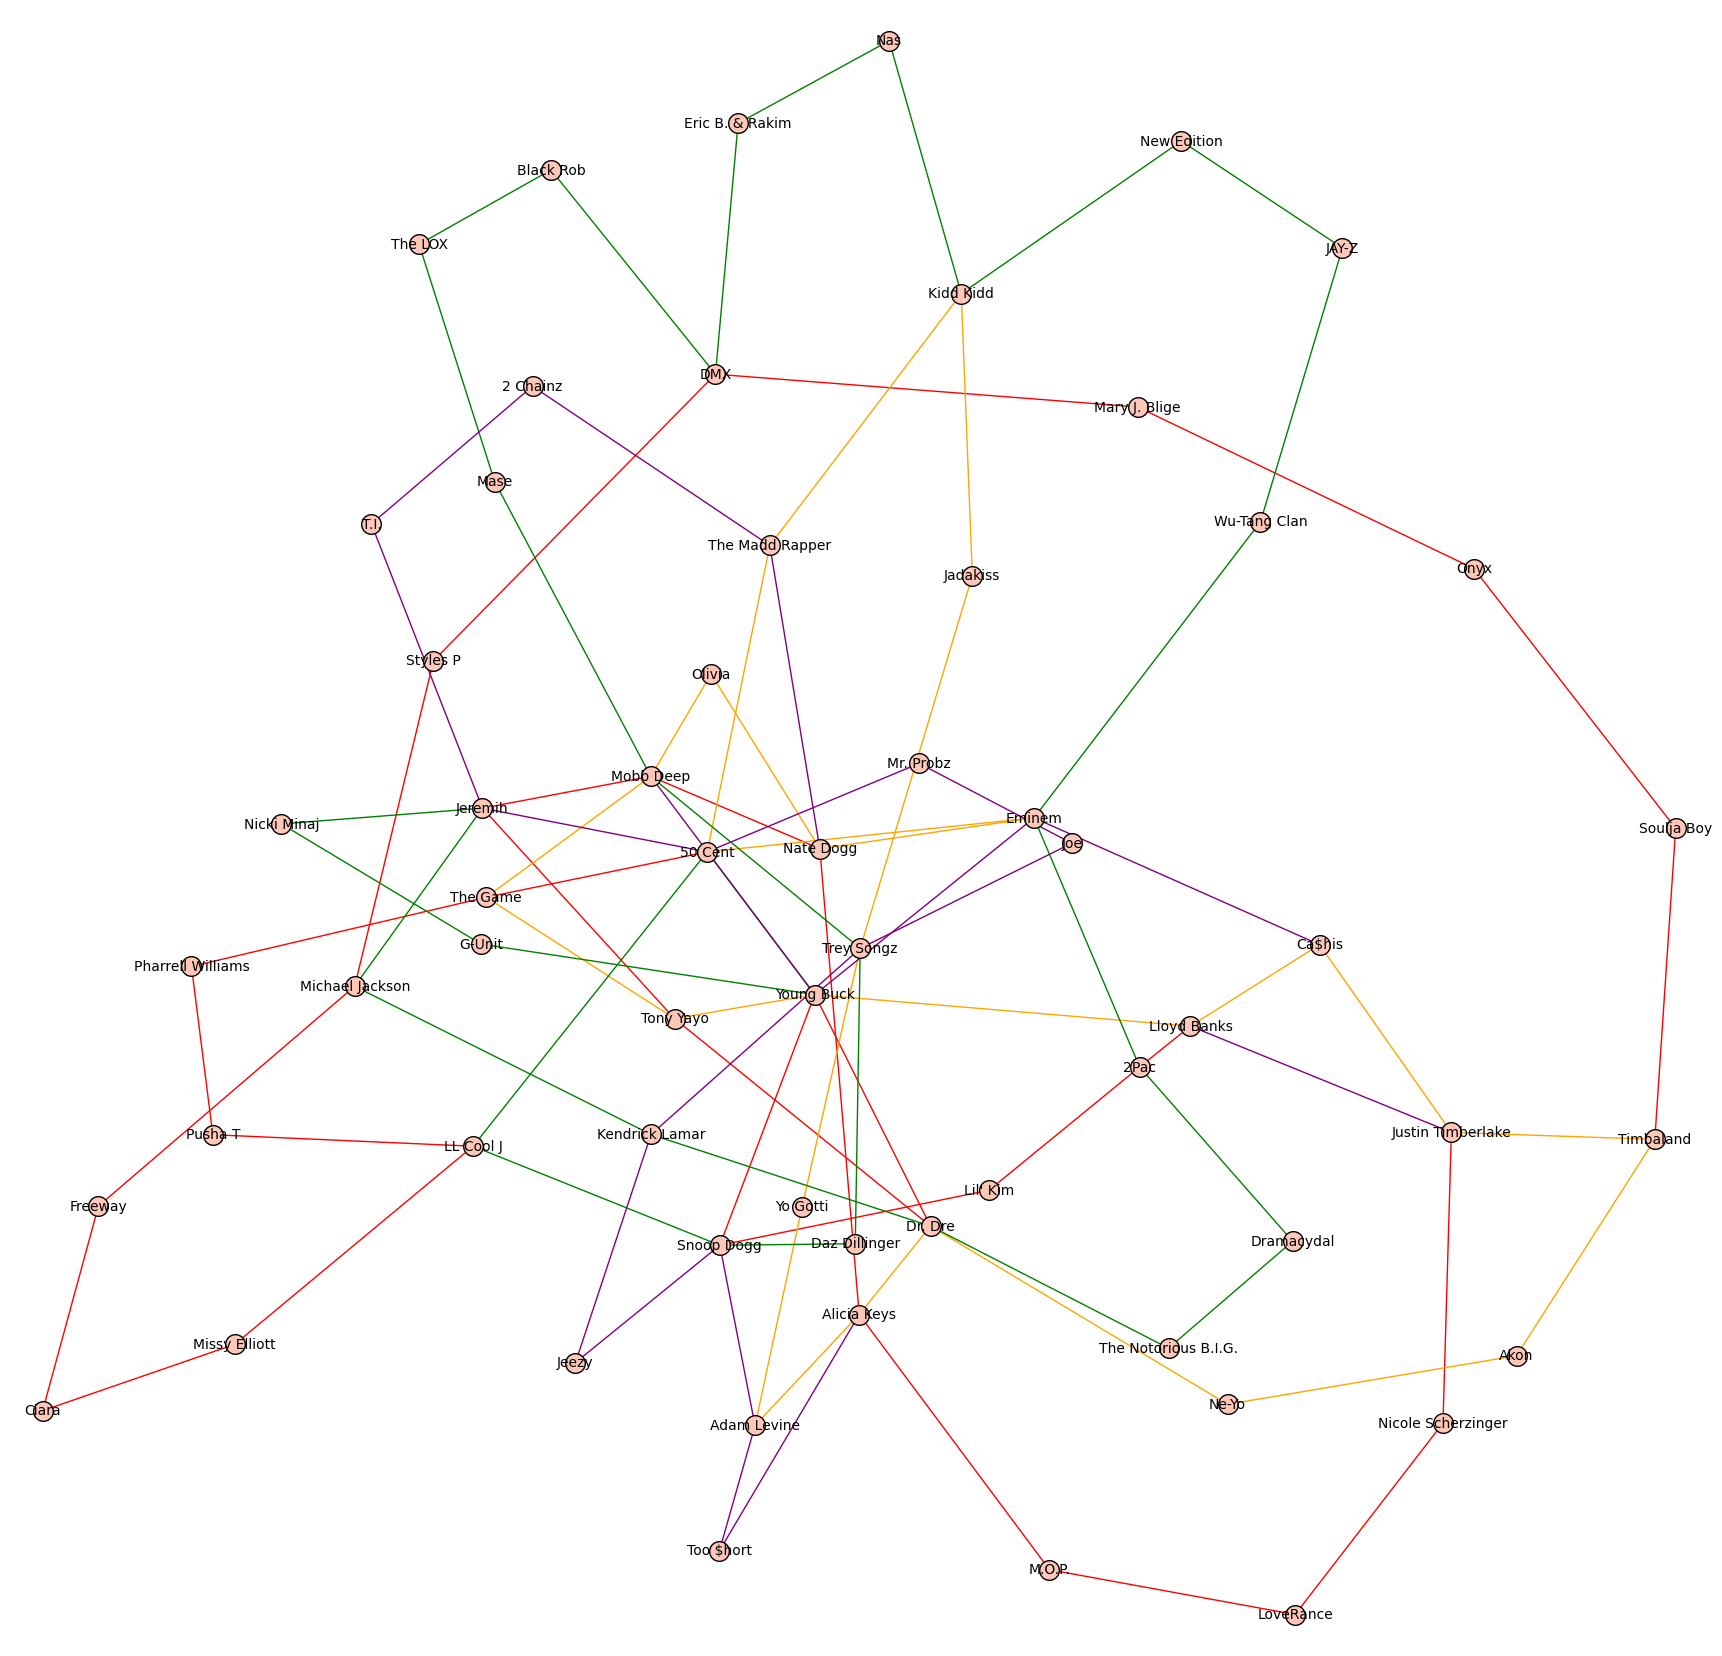 Nas
Eric B. & Rakim
New Edition
Black Rob
The LOX
JAY-Z
Kidd Kidd
DMX
2 Chainz
Mary J. Blige
Mase
T.I.
Wu-Tang Clan
The Madd Rapper
Onyx
Jadakiss
Styles P
Olivia
Mr. Probz
Mobb Deep
Jeremih
Eminem
Nicki Minaj
Soulja Boy
Joe
Nate Dogg
50 Cent
The Game
G-Unit
Ca$his
Trey Songz
Pharrell Williams
Michael Jackson
Young Buck
Tony Yayo
Lloyd Banks
2Pac
Pusha T
Kendrick Lamar
Justin Timberlake
Timbaland
LL Cool J
Lil' Kim
Freeway
Yo Gotti
Dr. Dre
Dramacydal
Snoop Dogg
Daz Dillinger
Alicia Keys
Missy Elliott
The Notorious B.I.G.
Akon
Jeezy
Ne-Yo
Ciara
Adam Levine
Nicole Scherzinger
Too $hort
M.O.P.
LoveRance